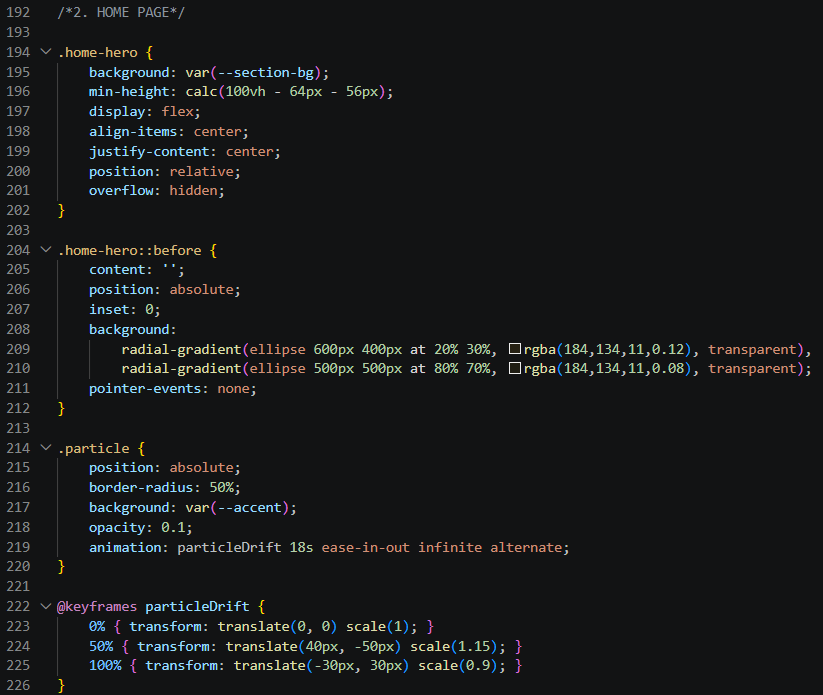 192 /*2. HOME PAGE*/
193
194 .home-hero {
195     background: var(--section-bg);
196     min-height: calc(100vh - 64px - 56px);
197     display: flex;
198     align-items: center;
199     justify-content: center;
200     position: relative;
201     overflow: hidden;
202 }
203
204 .home-hero::before {
205     content: '';
206     position: absolute;
207     inset: 0;
208     background:
209         radial-gradient(ellipse 600px 400px at 20% 30%, rgba(184,134,11,0.12), transparent),
210         radial-gradient(ellipse 500px 500px at 80% 70%, rgba(184,134,11,0.08), transparent);
211     pointer-events: none;
212 }
213
214 .particle {
215     position: absolute;
216     border-radius: 50%;
217     background: var(--accent);
218     opacity: 0.1;
219     animation: particleDrift 18s ease-in-out infinite alternate;
220 }
221
222 @keyframes particleDrift {
223     0% { transform: translate(0, 0) scale(1); }
224     50% { transform: translate(40px, -50px) scale(1.15); }
225     100% { transform: translate(-30px, 30px) scale(0.9); }
226 }